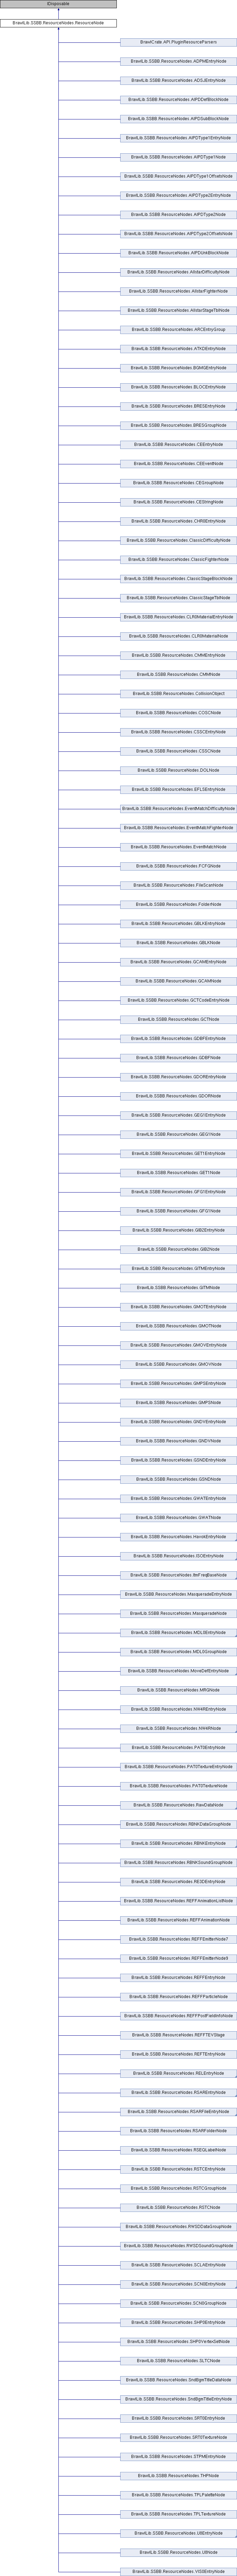 IDisposable
BrawlLib.SSBB.ResourceNodes.ResourceNode
BrawlCrate.API.PluginResourceParsers
BrawlLib.SSBB.ResourceNodes.ADPMEntryNode
BrawlLib.SSBB.ResourceNodes.ADSJEntryNode
BrawlLib.SSBB.ResourceNodes.AIPDDefBlockNode
BrawlLib.SSBB.ResourceNodes.AIPDSubBlockNode
BrawlLib.SSBB.ResourceNodes.AIPDType1EntryNode
BrawlLib.SSBB.ResourceNodes.AIPDType1Node
BrawlLib.SSBB.ResourceNodes.AIPDType1OffsetsNode
BrawlLib.SSBB.ResourceNodes.AIPDType2EntryNode
BrawlLib.SSBB.ResourceNodes.AIPDType2Node
BrawlLib.SSBB.ResourceNodes.AIPDType2OffsetsNode
BrawlLib.SSBB.ResourceNodes.AIPDUnkBlockNode
BrawlLib.SSBB.ResourceNodes.AllstarDifficultyNode
BrawlLib.SSBB.ResourceNodes.AllstarFighterNode
BrawlLib.SSBB.ResourceNodes.AllstarStageTblNode
BrawlLib.SSBB.ResourceNodes.ARCEntryGroup
BrawlLib.SSBB.ResourceNodes.ATKDEntryNode
BrawlLib.SSBB.ResourceNodes.BGMGEntryNode
BrawlLib.SSBB.ResourceNodes.BLOCEntryNode
BrawlLib.SSBB.ResourceNodes.BRESEntryNode
BrawlLib.SSBB.ResourceNodes.BRESGroupNode
BrawlLib.SSBB.ResourceNodes.CEEntryNode
BrawlLib.SSBB.ResourceNodes.CEEventNode
BrawlLib.SSBB.ResourceNodes.CEGroupNode
BrawlLib.SSBB.ResourceNodes.CEStringNode
BrawlLib.SSBB.ResourceNodes.CHR0EntryNode
BrawlLib.SSBB.ResourceNodes.ClassicDifficultyNode
BrawlLib.SSBB.ResourceNodes.ClassicFighterNode
BrawlLib.SSBB.ResourceNodes.ClassicStageBlockNode
BrawlLib.SSBB.ResourceNodes.ClassicStageTblNode
BrawlLib.SSBB.ResourceNodes.CLR0MaterialEntryNode
BrawlLib.SSBB.ResourceNodes.CLR0MaterialNode
BrawlLib.SSBB.ResourceNodes.CMMEntryNode
BrawlLib.SSBB.ResourceNodes.CMMNode
BrawlLib.SSBB.ResourceNodes.CollisionObject
BrawlLib.SSBB.ResourceNodes.COSCNode
BrawlLib.SSBB.ResourceNodes.CSSCEntryNode
BrawlLib.SSBB.ResourceNodes.CSSCNode
BrawlLib.SSBB.ResourceNodes.DOLNode
BrawlLib.SSBB.ResourceNodes.EFLSEntryNode
BrawlLib.SSBB.ResourceNodes.EventMatchDifficultyNode
BrawlLib.SSBB.ResourceNodes.EventMatchFighterNode
BrawlLib.SSBB.ResourceNodes.EventMatchNode
BrawlLib.SSBB.ResourceNodes.FCFGNode
BrawlLib.SSBB.ResourceNodes.FileScanNode
BrawlLib.SSBB.ResourceNodes.FolderNode
BrawlLib.SSBB.ResourceNodes.GBLKEntryNode
BrawlLib.SSBB.ResourceNodes.GBLKNode
BrawlLib.SSBB.ResourceNodes.GCAMEntryNode
BrawlLib.SSBB.ResourceNodes.GCAMNode
BrawlLib.SSBB.ResourceNodes.GCTCodeEntryNode
BrawlLib.SSBB.ResourceNodes.GCTNode
BrawlLib.SSBB.ResourceNodes.GDBFEntryNode
BrawlLib.SSBB.ResourceNodes.GDBFNode
BrawlLib.SSBB.ResourceNodes.GDOREntryNode
BrawlLib.SSBB.ResourceNodes.GDORNode
BrawlLib.SSBB.ResourceNodes.GEG1EntryNode
BrawlLib.SSBB.ResourceNodes.GEG1Node
BrawlLib.SSBB.ResourceNodes.GET1EntryNode
BrawlLib.SSBB.ResourceNodes.GET1Node
BrawlLib.SSBB.ResourceNodes.GFG1EntryNode
BrawlLib.SSBB.ResourceNodes.GFG1Node
BrawlLib.SSBB.ResourceNodes.GIB2EntryNode
BrawlLib.SSBB.ResourceNodes.GIB2Node
BrawlLib.SSBB.ResourceNodes.GITMEntryNode
BrawlLib.SSBB.ResourceNodes.GITMNode
BrawlLib.SSBB.ResourceNodes.GMOTEntryNode
BrawlLib.SSBB.ResourceNodes.GMOTNode
BrawlLib.SSBB.ResourceNodes.GMOVEntryNode
BrawlLib.SSBB.ResourceNodes.GMOVNode
BrawlLib.SSBB.ResourceNodes.GMPSEntryNode
BrawlLib.SSBB.ResourceNodes.GMPSNode
BrawlLib.SSBB.ResourceNodes.GNDVEntryNode
BrawlLib.SSBB.ResourceNodes.GNDVNode
BrawlLib.SSBB.ResourceNodes.GSNDEntryNode
BrawlLib.SSBB.ResourceNodes.GSNDNode
BrawlLib.SSBB.ResourceNodes.GWATEntryNode
BrawlLib.SSBB.ResourceNodes.GWATNode
BrawlLib.SSBB.ResourceNodes.HavokEntryNode
BrawlLib.SSBB.ResourceNodes.ISOEntryNode
BrawlLib.SSBB.ResourceNodes.ItmFreqBaseNode
BrawlLib.SSBB.ResourceNodes.MasqueradeEntryNode
BrawlLib.SSBB.ResourceNodes.MasqueradeNode
BrawlLib.SSBB.ResourceNodes.MDL0EntryNode
BrawlLib.SSBB.ResourceNodes.MDL0GroupNode
BrawlLib.SSBB.ResourceNodes.MoveDefEntryNode
BrawlLib.SSBB.ResourceNodes.MRGNode
BrawlLib.SSBB.ResourceNodes.NW4REntryNode
BrawlLib.SSBB.ResourceNodes.NW4RNode
BrawlLib.SSBB.ResourceNodes.PAT0EntryNode
BrawlLib.SSBB.ResourceNodes.PAT0TextureEntryNode
BrawlLib.SSBB.ResourceNodes.PAT0TextureNode
BrawlLib.SSBB.ResourceNodes.RawDataNode
BrawlLib.SSBB.ResourceNodes.RBNKDataGroupNode
BrawlLib.SSBB.ResourceNodes.RBNKEntryNode
BrawlLib.SSBB.ResourceNodes.RBNKSoundGroupNode
BrawlLib.SSBB.ResourceNodes.RE3DEntryNode
BrawlLib.SSBB.ResourceNodes.REFFAnimationListNode
BrawlLib.SSBB.ResourceNodes.REFFAnimationNode
BrawlLib.SSBB.ResourceNodes.REFFEmitterNode7
BrawlLib.SSBB.ResourceNodes.REFFEmitterNode9
BrawlLib.SSBB.ResourceNodes.REFFEntryNode
BrawlLib.SSBB.ResourceNodes.REFFParticleNode
BrawlLib.SSBB.ResourceNodes.REFFPostFieldInfoNode
BrawlLib.SSBB.ResourceNodes.REFFTEVStage
BrawlLib.SSBB.ResourceNodes.REFTEntryNode
BrawlLib.SSBB.ResourceNodes.RELEntryNode
BrawlLib.SSBB.ResourceNodes.RSAREntryNode
BrawlLib.SSBB.ResourceNodes.RSARFileEntryNode
BrawlLib.SSBB.ResourceNodes.RSARFolderNode
BrawlLib.SSBB.ResourceNodes.RSEQLabelNode
BrawlLib.SSBB.ResourceNodes.RSTCEntryNode
BrawlLib.SSBB.ResourceNodes.RSTCGroupNode
BrawlLib.SSBB.ResourceNodes.RSTCNode
BrawlLib.SSBB.ResourceNodes.RWSDDataGroupNode
BrawlLib.SSBB.ResourceNodes.RWSDSoundGroupNode
BrawlLib.SSBB.ResourceNodes.SCLAEntryNode
BrawlLib.SSBB.ResourceNodes.SCN0EntryNode
BrawlLib.SSBB.ResourceNodes.SCN0GroupNode
BrawlLib.SSBB.ResourceNodes.SHP0EntryNode
BrawlLib.SSBB.ResourceNodes.SHP0VertexSetNode
BrawlLib.SSBB.ResourceNodes.SLTCNode
BrawlLib.SSBB.ResourceNodes.SndBgmTitleDataNode
BrawlLib.SSBB.ResourceNodes.SndBgmTitleEntryNode
BrawlLib.SSBB.ResourceNodes.SRT0EntryNode
BrawlLib.SSBB.ResourceNodes.SRT0TextureNode
BrawlLib.SSBB.ResourceNodes.STPMEntryNode
BrawlLib.SSBB.ResourceNodes.THPNode
BrawlLib.SSBB.ResourceNodes.TPLPaletteNode
BrawlLib.SSBB.ResourceNodes.TPLTextureNode
BrawlLib.SSBB.ResourceNodes.U8EntryNode
BrawlLib.SSBB.ResourceNodes.U8Node
BrawlLib.SSBB.ResourceNodes.VIS0EntryNode